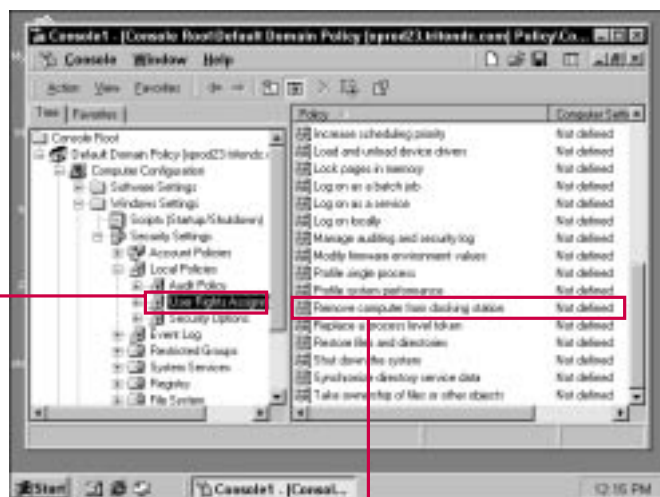 Console1 - [Console Root\Default Domain Policy [oprod23.tritondc.com] Policy\Co...
Console Window Help
Action View Favorites
Tree Favorites
Policy Computer Setti
Console Root
Default Domain Policy [oprod23.tritondc.
Computer Configuration
Software Settings
Windows Settings
Scripts (Startup/Shutdown)
Security Settings
Account Policies
Local Policies
Audit Policy
User Rights Assign
Security Options
Event Log
Restricted Groups
System Services
Registry
File System
Increase scheduling priority Not defined
Load and unload device drivers Not defined
Lock pages in memory Not defined
Log on as a batch job Not defined
Log on as a service Not defined
Log on locally Not defined
Manage auditing and security log Not defined
Modify firmware environment values Not defined
Profile single process Not defined
Profile system performance Not defined
Remove computer from docking station Not defined
Replace a process level token Not defined
Restore files and directories Not defined
Shut down the system Not defined
Synchronize directory service data Not defined
Take ownership of files or other objects Not defined
Start Console1 - [Consol... 12:15 PM